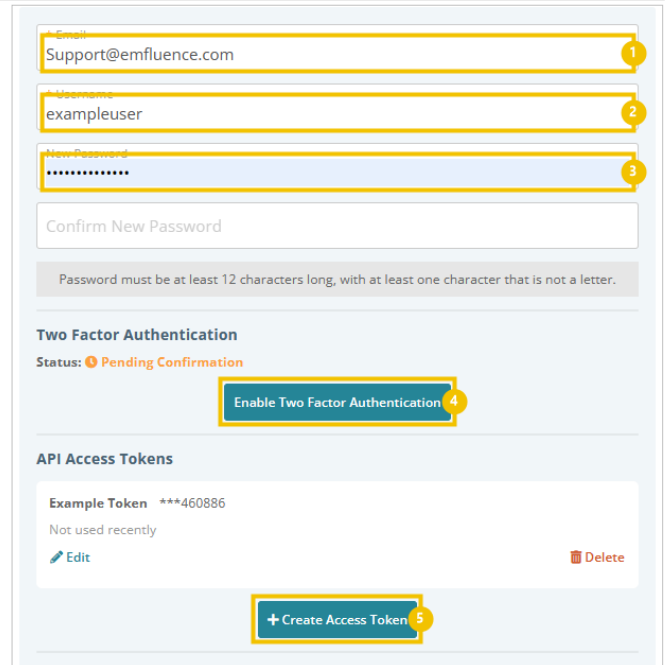 * Email
Support@emfluence.com
1
* Username
exampleuser
2
New Password
••••••••••••••
3
Confirm New Password
Password must be at least 12 characters long, with at least one character that is not a letter.
Two Factor Authentication
Status: Pending Confirmation
Enable Two Factor Authentication
4
API Access Tokens
Example Token ***460886
Not used recently
Edit
Delete
+ Create Access Token
5